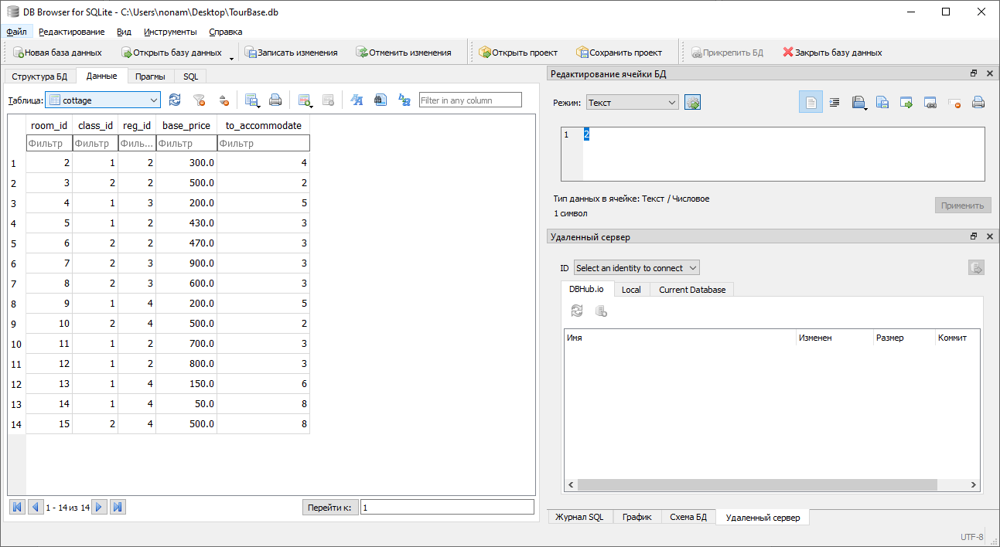 DB Browser for SQLite - C:\Users\nonam\Desktop\TourBase.db
Файл Редактирование Вид Инструменты Справка
Новая база данных Открыть базу данных Записать изменения Отменить изменения Открыть проект Сохранить проект Прикрепить БД Закрыть базу данных
Структура БД Данные Прагмы SQL
Таблица: cottage Filter in any column
room_id class_id reg_id base_price to_accommodate
Фильтр Фильтр Филь... Фильтр Фильтр
1 2 1 2 300.0 4
2 3 2 2 500.0 2
3 4 1 3 200.0 5
4 5 1 2 430.0 3
5 6 2 2 470.0 3
6 7 2 3 900.0 3
7 8 2 3 600.0 3
8 9 1 4 200.0 5
9 10 2 4 500.0 2
10 11 1 2 700.0 3
11 12 1 2 800.0 3
12 13 1 4 150.0 6
13 14 1 4 50.0 8
14 15 2 4 500.0 8
1 - 14 из 14 Перейти к: 1
Редактирование ячейки БД
Режим: Текст
1 2
Тип данных в ячейке: Текст / Числовое
1 символ
Применить
Удаленный сервер
ID Select an identity to connect
DBHub.io Local Current Database
Имя Изменен Размер Коммит
Журнал SQL График Схема БД Удаленный сервер
UTF-8